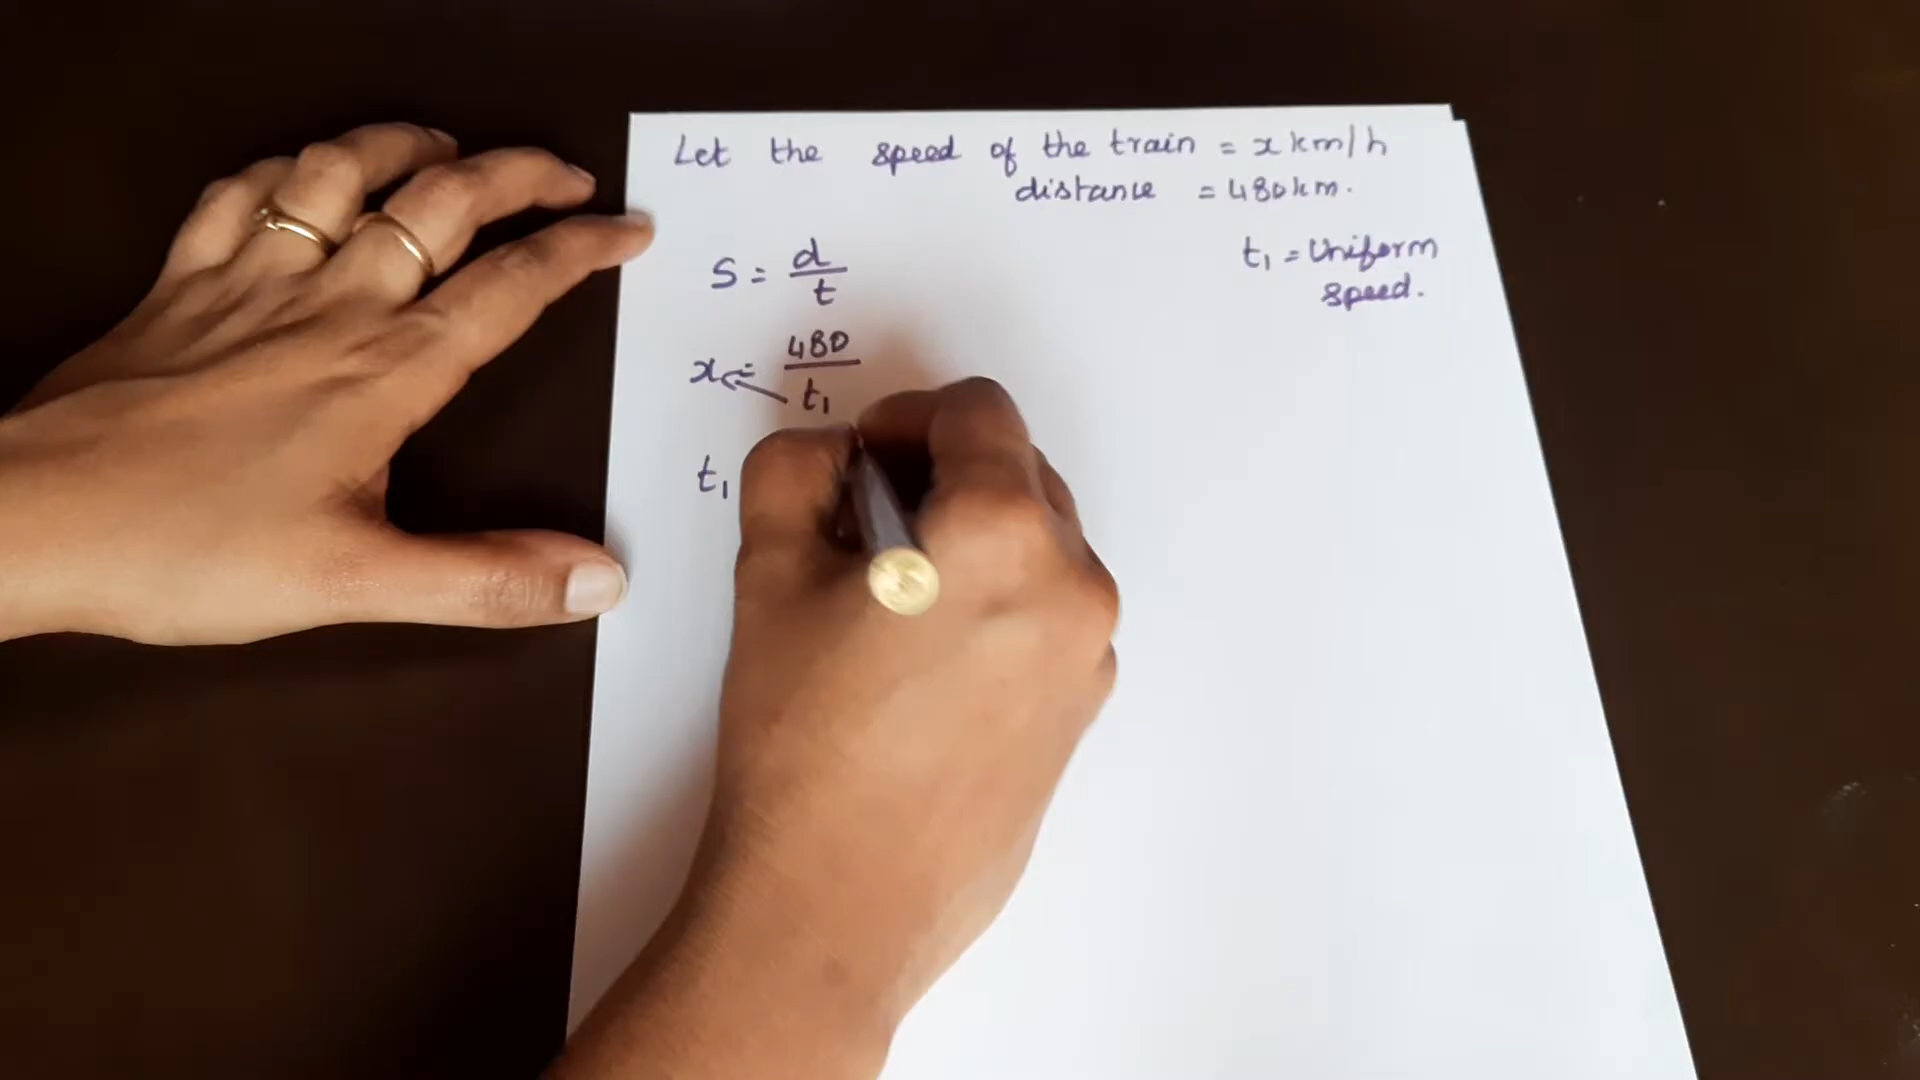 Let the speed of the train = x km/h
distance = 480km.
t₁ = Uniform
speed.
S = d/t
x = 480/t₁
t₁